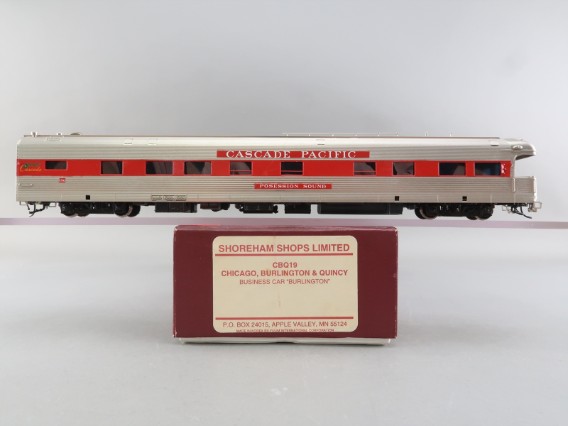 CASCADE PACIFIC
POSESSION SOUND
SHOREHAM SHOPS LIMITED
CBQ19
CHICAGO, BURLINGTON & QUINCY
BUSINESS CAR "BURLINGTON"
P.O. BOX 24015, APPLE VALLEY, MN 55124